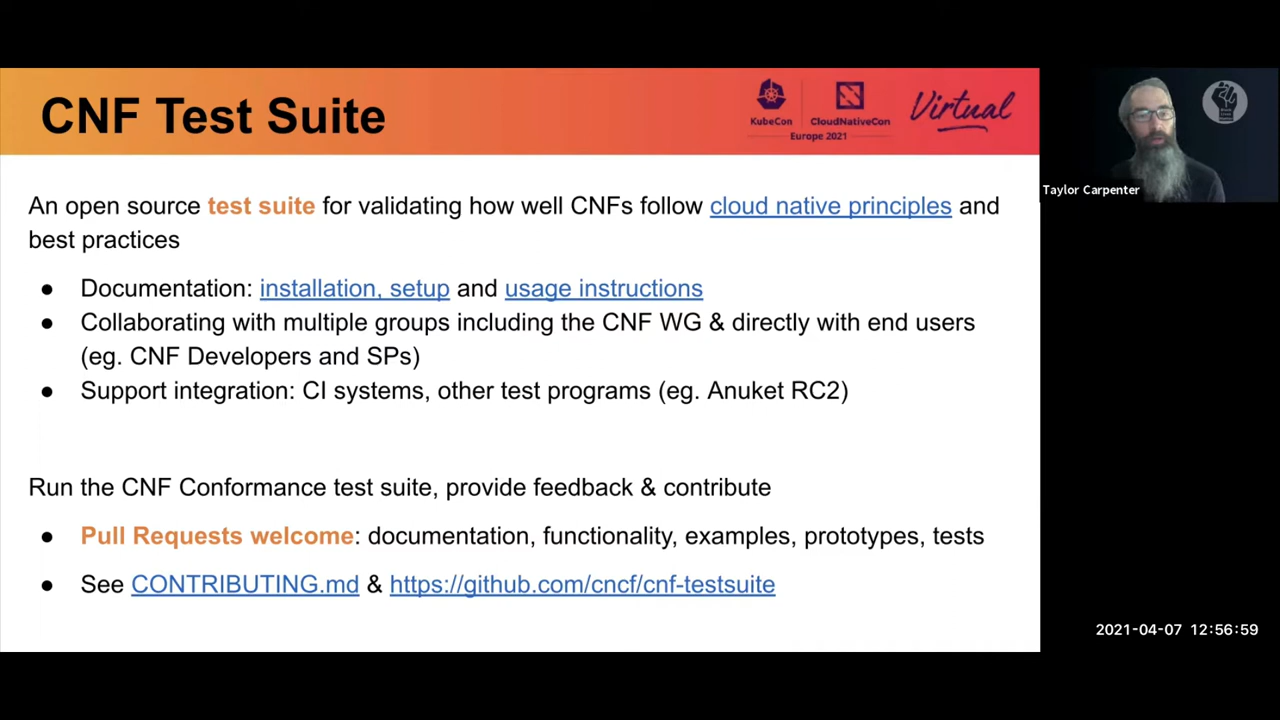 CNF Test Suite
KubeCon
CloudNativeCon
Europe 2021
Virtual
An open source test suite for validating how well CNFs follow cloud native principles and
best practices
● Documentation: installation, setup and usage instructions
● Collaborating with multiple groups including the CNF WG & directly with end users
(eg. CNF Developers and SPs)
● Support integration: CI systems, other test programs (eg. Anuket RC2)
Run the CNF Conformance test suite, provide feedback & contribute
● Pull Requests welcome: documentation, functionality, examples, prototypes, tests
● See CONTRIBUTING.md & https://github.com/cncf/cnf-testsuite
Taylor Carpenter
2021-04-07 12:56:59